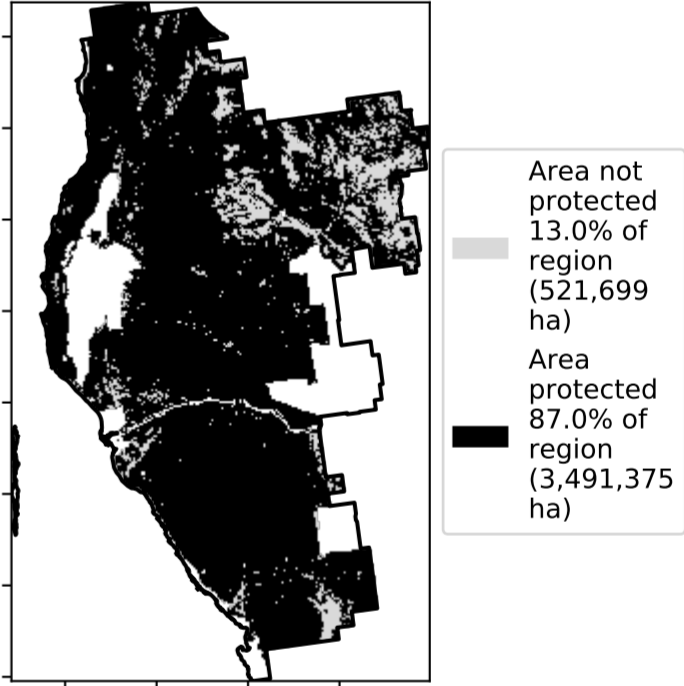 Area not
protected
13.0% of
region
(521,699
ha)
Area
protected
87.0% of
region
(3,491,375
ha)